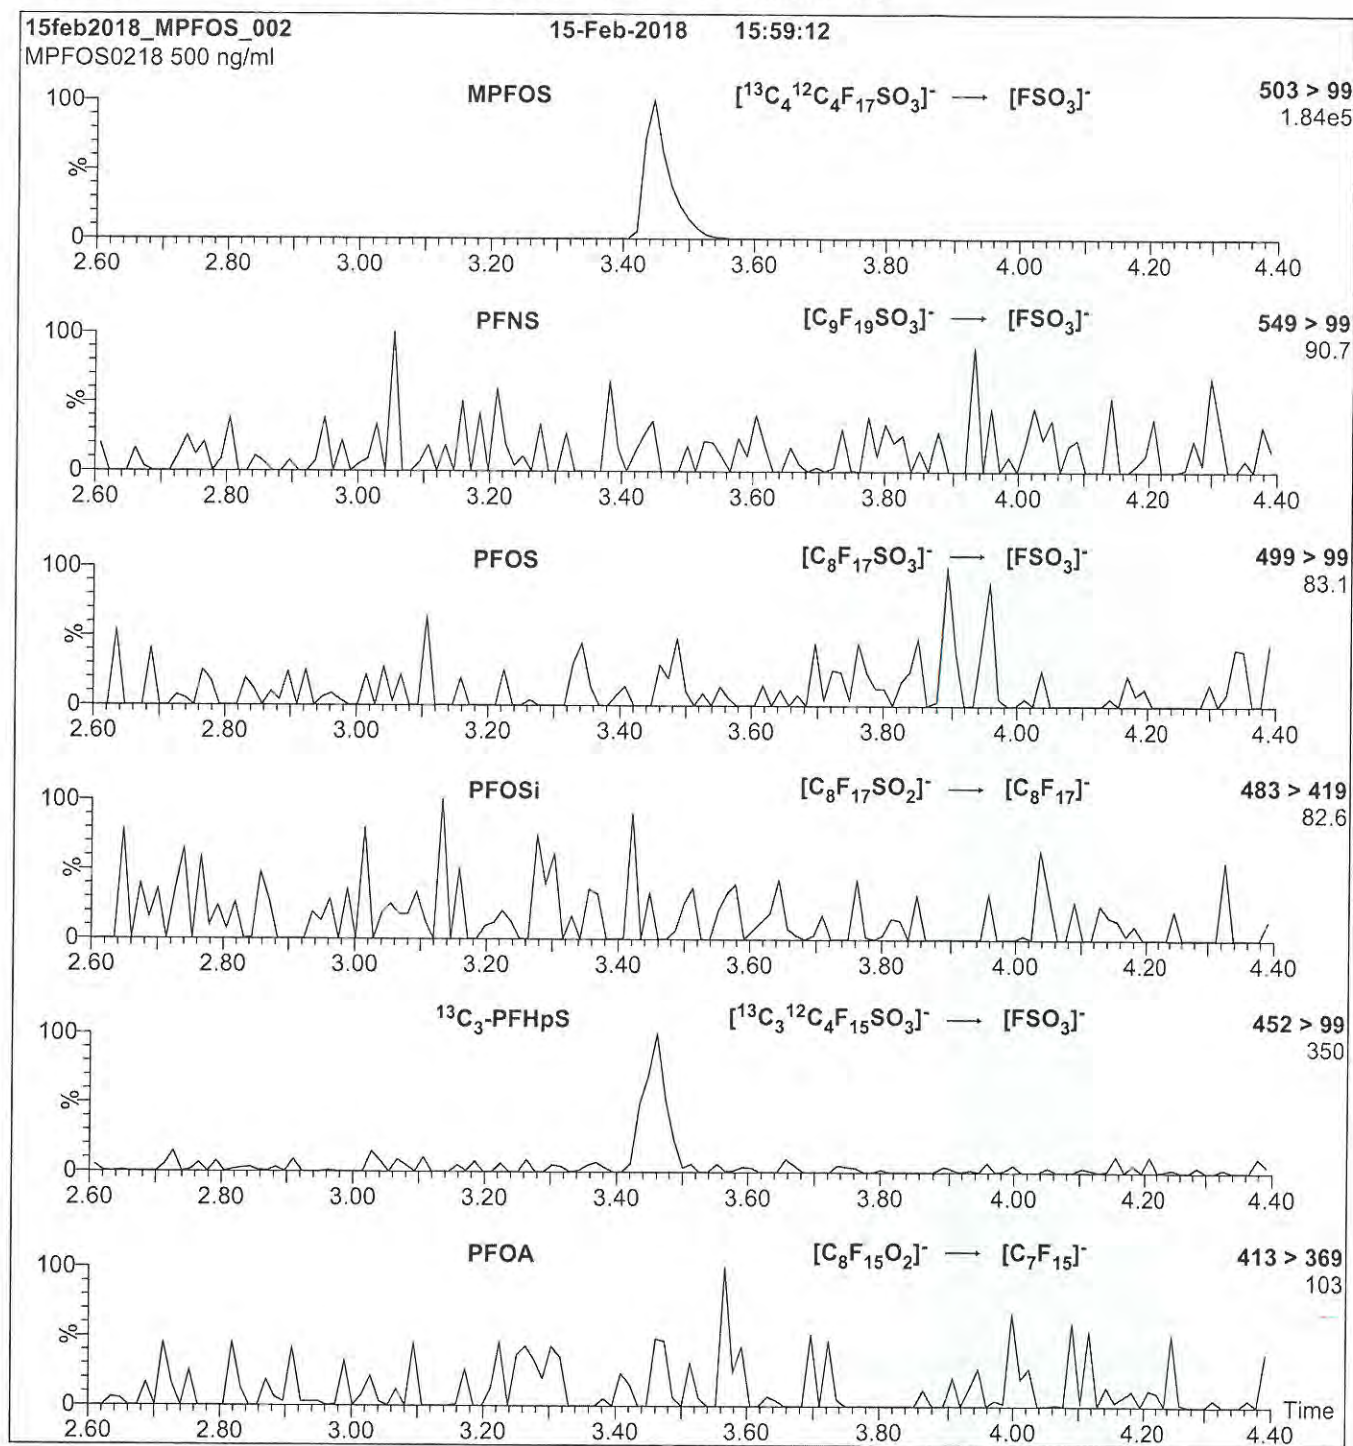 15feb2018_MPFOS_002 15-Feb-2018 15:59:12
MPFOS0218 500 ng/ml
MPFOS [¹³C₄¹²C₄F₁₇SO₃]⁻ → [FSO₃]⁻ 503 > 99
1.84e5
100
%
0
2.60 2.80 3.00 3.20 3.40 3.60 3.80 4.00 4.20 4.40
PFNS [C₉F₁₉SO₃]⁻ → [FSO₃]⁻ 549 > 99
90.7
100
%
0
2.60 2.80 3.00 3.20 3.40 3.60 3.80 4.00 4.20 4.40
PFOS [C₈F₁₇SO₃]⁻ → [FSO₃]⁻ 499 > 99
83.1
100
%
0
2.60 2.80 3.00 3.20 3.40 3.60 3.80 4.00 4.20 4.40
PFOSi [C₈F₁₇SO₂]⁻ → [C₈F₁₇]⁻ 483 > 419
82.6
100
%
0
2.60 2.80 3.00 3.20 3.40 3.60 3.80 4.00 4.20 4.40
¹³C₃-PFHpS [¹³C₃¹²C₄F₁₅SO₃]⁻ → [FSO₃]⁻ 452 > 99
350
100
%
0
2.60 2.80 3.00 3.20 3.40 3.60 3.80 4.00 4.20 4.40
PFOA [C₈F₁₅O₂]⁻ → [C₇F₁₅]⁻ 413 > 369
103
100
%
0
Time
2.60 2.80 3.00 3.20 3.40 3.60 3.80 4.00 4.20 4.40